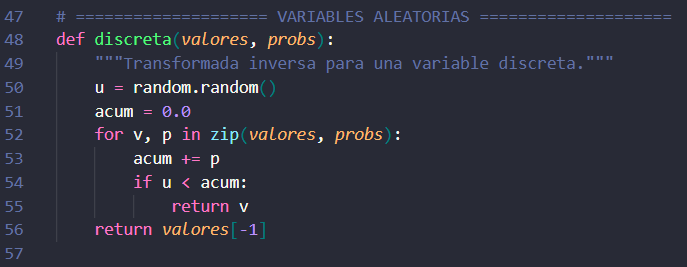 47 # ==================== VARIABLES ALEATORIAS ====================
48 def discreta(valores, probs):
49     """Transformada inversa para una variable discreta."""
50     u = random.random()
51     acum = 0.0
52     for v, p in zip(valores, probs):
53         acum += p
54         if u < acum:
55             return v
56     return valores[-1]
57